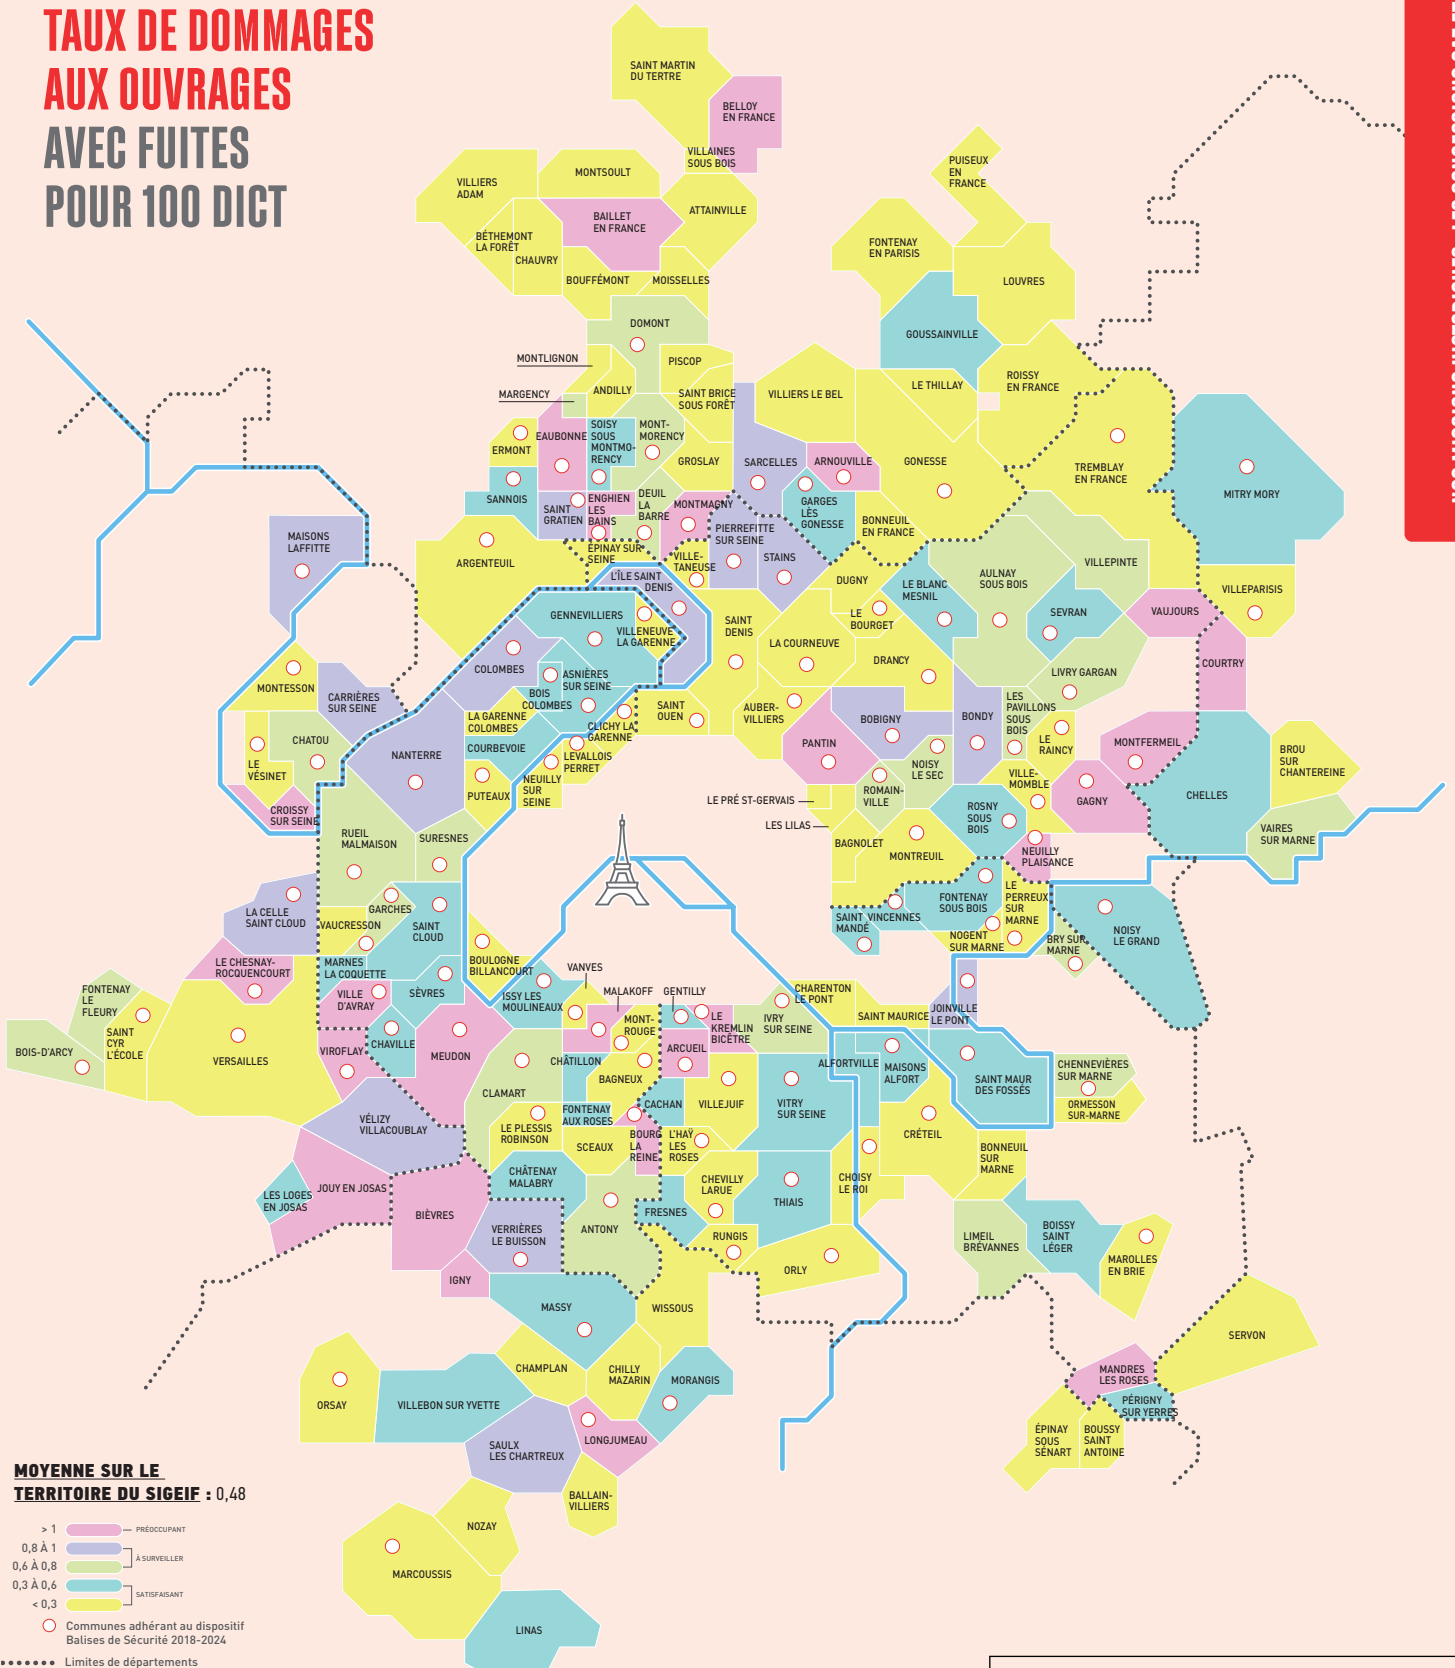 TAUX DE DOMMAGES
AUX OUVRAGES
AVEC FUITES
POUR 100 DICT
SAINT MARTIN
DU TERTRE
BELLOY
EN FRANCE
VILLAINES
SOUS BOIS
MONTSOULT
VILLIERS
ADAM
PUISEUX
EN
FRANCE
ATTAINVILLE
BAILLET
EN FRANCE
BÉTHEMONT
LA FORÊT
CHAUVRY
FONTENAY
EN PARISIS
BOUFFÉMONT
MOISSELLES
LOUVRES
DOMONT
GOUSSAINVILLE
MONTLIGNON
PISCOP
ROISSY
EN FRANCE
LE THILLAY
MARGENCY
ANDILLY
SAINT BRICE
SOUS FORÊT
VILLIERS LE BEL
EAUBONNE
SOISY
SOUS
MONTMO-
RENCY
MONT-
MORENCY
ERMONT
GROSLAY
SARCELLES
ARNOUVILLE
GONESSE
TREMBLAY
EN FRANCE
MITRY MORY
SANNOIS
SAINT
GRATIEN
ENGHIEN
LES
BAINS
DEUIL
LA
BARRE
MONTMAGNY
GARGES
LÈS
GONESSE
BONNEUIL
EN FRANCE
PIERREFITTE
SUR SEINE
STAINS
MAISONS
LAFFITTE
ARGENTEUIL
ÉPINAY SUR
SEINE
VILLE-
TANEUSE
L'ÎLE SAINT
DENIS
DUGNY
LE BLANC
MESNIL
AULNAY
SOUS BOIS
VILLEPINTE
VILLEPARISIS
GENNEVILLIERS
VILLENEUVE
LA GARENNE
SAINT
DENIS
LE
BOURGET
SEVRAN
VAUJOURS
LA COURNEUVE
DRANCY
COURTRY
COLOMBES
ASNIÈRES
SUR SEINE
BOIS
COLOMBES
LIVRY GARGAN
MONTESSON
CARRIÈRES
SUR SEINE
LA GARENNE
COLOMBES
CLICHY LA
GARENNE
SAINT
OUEN
AUBER-
VILLIERS
BOBIGNY
BONDY
LES
PAVILLONS
SOUS
BOIS
LE
RAINCY
MONTFERMEIL
BROU
SUR
CHANTEREINE
CHATOU
NANTERRE
COURBEVOIE
LEVALLOIS
PERRET
PANTIN
NOISY
LE SEC
LE
VÉSINET
PUTEAUX
NEUILLY
SUR
SEINE
ROMAIN-
VILLE
VILLE-
MOMBLE
GAGNY
CHELLES
LE PRÉ ST-GERVAIS
CROISSY
SUR SEINE
ROSNY
SOUS
BOIS
LES LILAS
VAIRES
SUR MARNE
RUEIL
MALMAISON
SURESNES
BAGNOLET
MONTREUIL
NEUILLY
PLAISANCE
LA CELLE
SAINT CLOUD
GARCHES
VAUCRESSON
SAINT
CLOUD
SAINT
MANDÉ
VINCENNES
FONTENAY
SOUS BOIS
LE
PERREUX
SUR
MARNE
NOGENT
SUR MARNE
BRY SUR
MARNE
NOISY
LE GRAND
LE CHESNAY-
ROCQUENCOURT
MARNES
LA COQUETTE
BOULOGNE
BILLANCOURT
VANVES
MALAKOFF
GENTILLY
CHARENTON
LE PONT
FONTENAY
LE
FLEURY
VILLE
D'AVRAY
SÈVRES
ISSY LES
MOULINEAUX
SAINT MAURICE
JOINVILLE
LE PONT
SAINT
CYR
L'ÉCOLE
BOIS-D'ARCY
VERSAILLES
VIROFLAY
CHAVILLE
MEUDON
MONT-
ROUGE
LE
KREMLIN
BICÊTRE
IVRY
SUR SEINE
ARCUEIL
CHÂTILLON
BAGNEUX
ALFORTVILLE
MAISONS
ALFORT
SAINT MAUR
DES FOSSÉS
CHENNEVIÈRES
SUR MARNE
ORMESSON
SUR-MARNE
CLAMART
VÉLIZY
VILLACOUBLAY
LE PLESSIS
ROBINSON
FONTENAY
AUX ROSES
CACHAN
VILLEJUIF
VITRY
SUR SEINE
CRÉTEIL
SCEAUX
BOURG
LA
REINE
L'HAŸ
LES
ROSES
BONNEUIL
SUR
MARNE
LES LOGES
EN JOSAS
JOUY EN JOSAS
CHÂTENAY
MALABRY
CHEVILLY
LARUE
THIAIS
CHOISY
LE ROI
BIÈVRES
VERRIÈRES
LE BUISSON
ANTONY
FRESNES
RUNGIS
ORLY
LIMEIL
BRÉVANNES
BOISSY
SAINT
LÉGER
MAROLLES
EN BRIE
IGNY
MASSY
WISSOUS
SERVON
CHAMPLAN
CHILLY
MAZARIN
MORANGIS
ORSAY
VILLEBON SUR YVETTE
MANDRES
LES ROSES
PÉRIGNY
SUR YERRES
SAULX
LES CHARTREUX
LONGJUMEAU
ÉPINAY
SOUS
SÉNART
BOUSSY
SAINT
ANTOINE
BALLAIN-
VILLIERS
NOZAY
MARCOUSSIS
LINAS
MOYENNE SUR LE
TERRITOIRE DU SIGEIF : 0,48
> 1
PRÉOCCUPANT
0,8 À 1
À SURVEILLER
0,6 À 0,8
0,3 À 0,6
SATISFAISANT
< 0,3
Communes adhérant au dispositif
Balises de Sécurité 2018-2024
Limites de départements